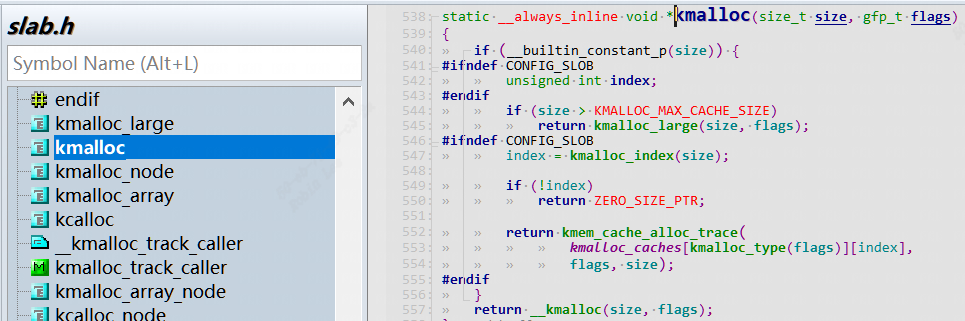 slab.h
Symbol Name (Alt+L)
endif
kmalloc_large
kmalloc
kmalloc_node
kmalloc_array
kcalloc
__kmalloc_track_caller
kmalloc_track_caller
kmalloc_array_node
kcalloc_node
538: static __always_inline void *kmalloc(size_t size, gfp_t flags)
539: {
540: if (__builtin_constant_p(size)) {
541: #ifndef CONFIG_SLOB
542: unsigned int index;
543: #endif
544: if (size > KMALLOC_MAX_CACHE_SIZE)
545: return kmalloc_large(size, flags);
546: #ifndef CONFIG_SLOB
547: index = kmalloc_index(size);
548:
549: if (!index)
550: return ZERO_SIZE_PTR;
551:
552: return kmem_cache_alloc_trace(
553: kmalloc_caches[kmalloc_type(flags)][index],
554: flags, size);
555: #endif
556: }
557: return __kmalloc(size, flags);